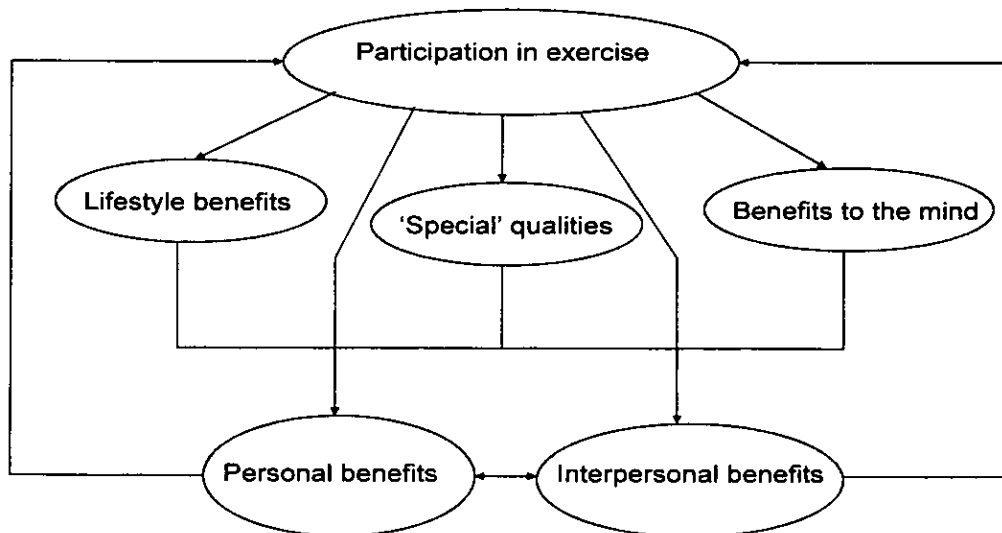 Participation in exercise
Lifestyle benefits
'Special' qualities
Benefits to the mind
Personal benefits
Interpersonal benefits